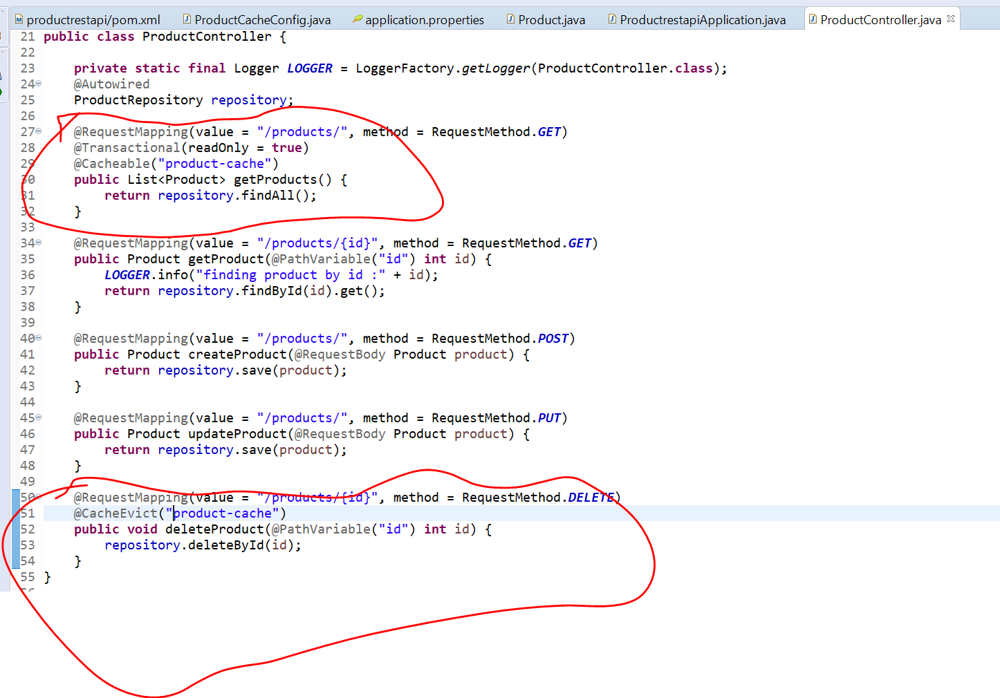 productrestapi/pom.xml ProductCacheConfig.java application.properties Product.java ProductrestapiApplication.java ProductController.java
21 public class ProductController {
22
23 private static final Logger LOGGER = LoggerFactory.getLogger(ProductController.class);
24 @Autowired
25 ProductRepository repository;
26
27 @RequestMapping(value = "/products/", method = RequestMethod.GET)
28 @Transactional(readOnly = true)
29 @Cacheable("product-cache")
30 public List<Product> getProducts() {
31 return repository.findAll();
32 }
33
34 @RequestMapping(value = "/products/{id}", method = RequestMethod.GET)
35 public Product getProduct(@PathVariable("id") int id) {
36 LOGGER.info("finding product by id :" + id);
37 return repository.findById(id).get();
38 }
39
40 @RequestMapping(value = "/products/", method = RequestMethod.POST)
41 public Product createProduct(@RequestBody Product product) {
42 return repository.save(product);
43 }
44
45 @RequestMapping(value = "/products/", method = RequestMethod.PUT)
46 public Product updateProduct(@RequestBody Product product) {
47 return repository.save(product);
48 }
49
50 @RequestMapping(value = "/products/{id}", method = RequestMethod.DELETE)
51 @CacheEvict("product-cache")
52 public void deleteProduct(@PathVariable("id") int id) {
53 repository.deleteById(id);
54 }
55 }